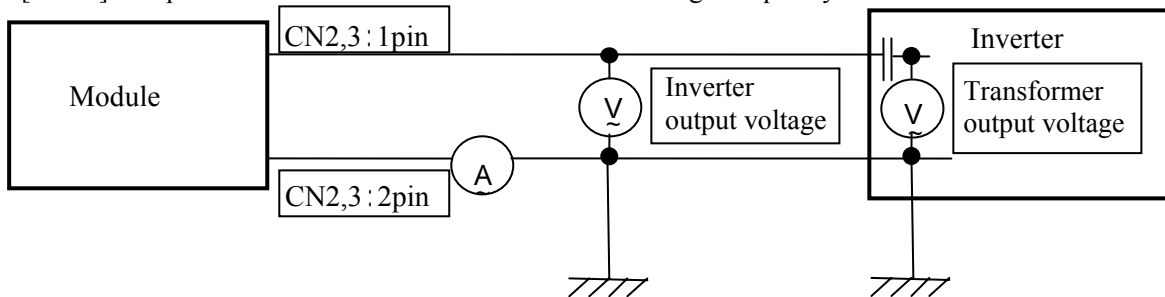 CN2,3:1pin
Module
Inverter
V
~
Inverter
output voltage
V
~
Transformer
output voltage
A
~
CN2,3:2pin